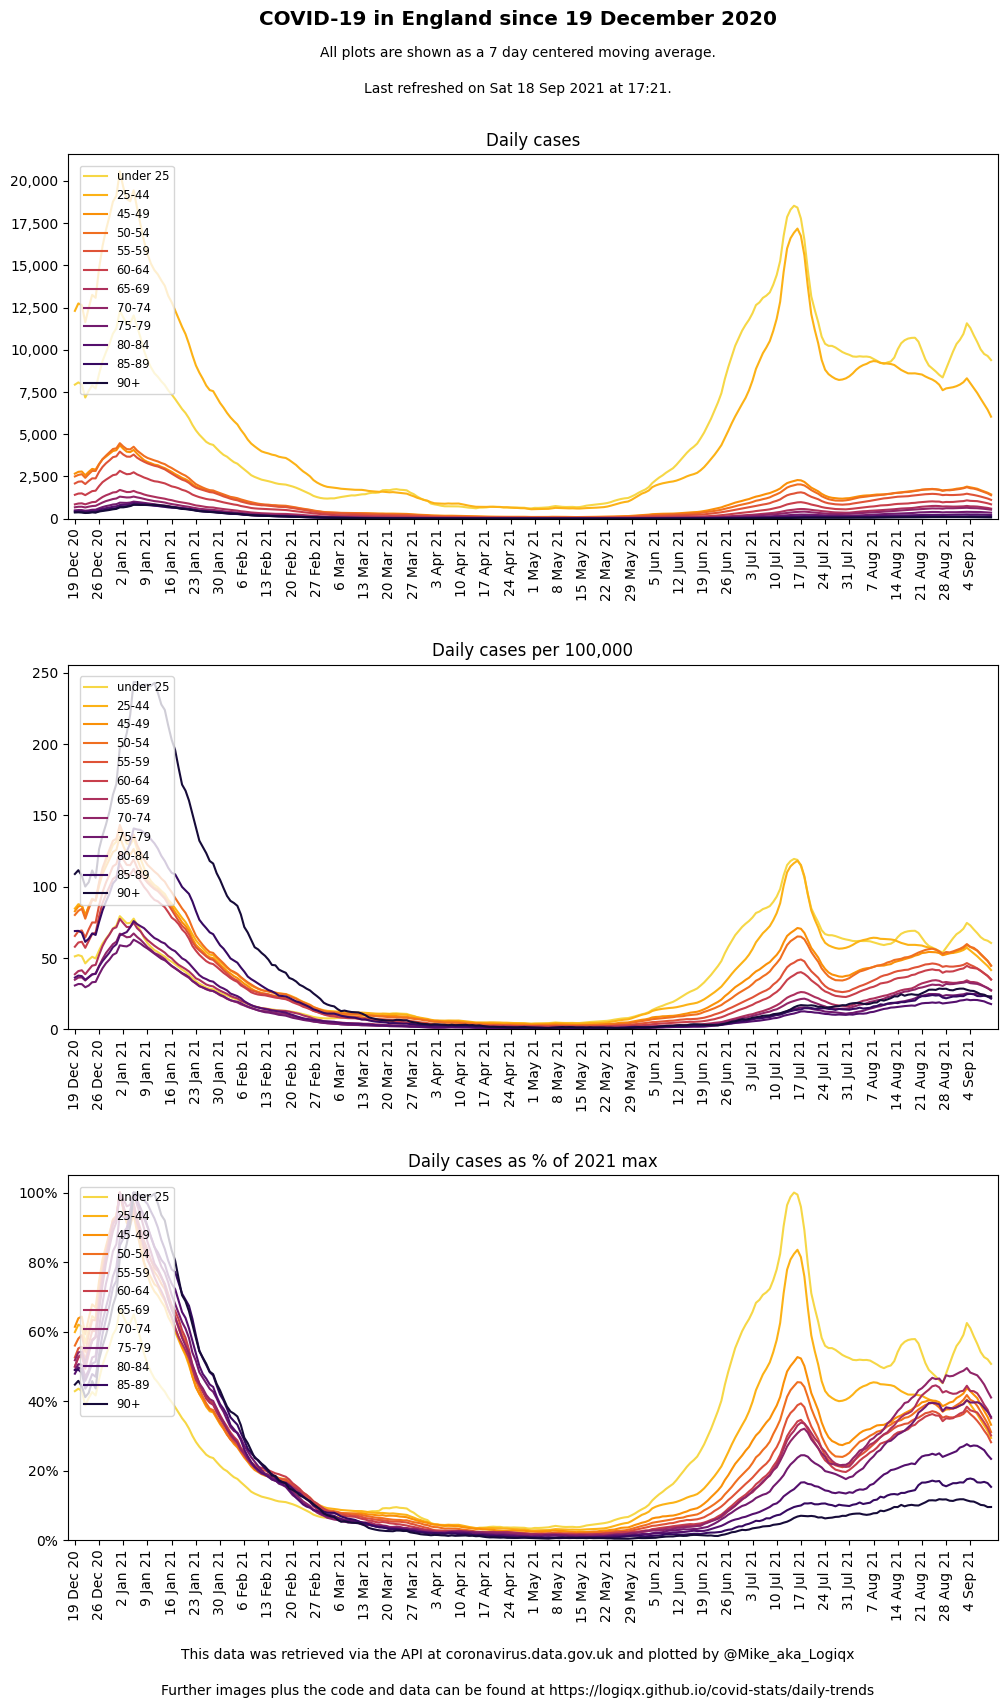 COVID-19 in England since 19 December 2020
All plots are shown as a 7 day centered moving average.
Last refreshed on Sat 18 Sep 2021 at 17:21.
Daily cases
20,000
17,500
15,000
12,500
10,000
7,500
5,000
2,500
0
under 25
25-44
45-49
50-54
55-59
60-64
65-69
70-74
75-79
80-84
85-89
90+
19 Dec 20
26 Dec 20
2 Jan 21
9 Jan 21
16 Jan 21
23 Jan 21
30 Jan 21
6 Feb 21
13 Feb 21
20 Feb 21
27 Feb 21
6 Mar 21
13 Mar 21
20 Mar 21
27 Mar 21
3 Apr 21
10 Apr 21
17 Apr 21
24 Apr 21
1 May 21
8 May 21
15 May 21
22 May 21
29 May 21
5 Jun 21
12 Jun 21
19 Jun 21
26 Jun 21
3 Jul 21
10 Jul 21
17 Jul 21
24 Jul 21
31 Jul 21
7 Aug 21
14 Aug 21
21 Aug 21
28 Aug 21
4 Sep 21
Daily cases per 100,000
250
200
150
100
50
0
under 25
25-44
45-49
50-54
55-59
60-64
65-69
70-74
75-79
80-84
85-89
90+
19 Dec 20
26 Dec 20
2 Jan 21
9 Jan 21
16 Jan 21
23 Jan 21
30 Jan 21
6 Feb 21
13 Feb 21
20 Feb 21
27 Feb 21
6 Mar 21
13 Mar 21
20 Mar 21
27 Mar 21
3 Apr 21
10 Apr 21
17 Apr 21
24 Apr 21
1 May 21
8 May 21
15 May 21
22 May 21
29 May 21
5 Jun 21
12 Jun 21
19 Jun 21
26 Jun 21
3 Jul 21
10 Jul 21
17 Jul 21
24 Jul 21
31 Jul 21
7 Aug 21
14 Aug 21
21 Aug 21
28 Aug 21
4 Sep 21
Daily cases as % of 2021 max
100%
80%
60%
40%
20%
0%
under 25
25-44
45-49
50-54
55-59
60-64
65-69
70-74
75-79
80-84
85-89
90+
19 Dec 20
26 Dec 20
2 Jan 21
9 Jan 21
16 Jan 21
23 Jan 21
30 Jan 21
6 Feb 21
13 Feb 21
20 Feb 21
27 Feb 21
6 Mar 21
13 Mar 21
20 Mar 21
27 Mar 21
3 Apr 21
10 Apr 21
17 Apr 21
24 Apr 21
1 May 21
8 May 21
15 May 21
22 May 21
29 May 21
5 Jun 21
12 Jun 21
19 Jun 21
26 Jun 21
3 Jul 21
10 Jul 21
17 Jul 21
24 Jul 21
31 Jul 21
7 Aug 21
14 Aug 21
21 Aug 21
28 Aug 21
4 Sep 21
This data was retrieved via the API at coronavirus.data.gov.uk and plotted by @Mike_aka_Logiqx
Further images plus the code and data can be found at https://logiqx.github.io/covid-stats/daily-trends